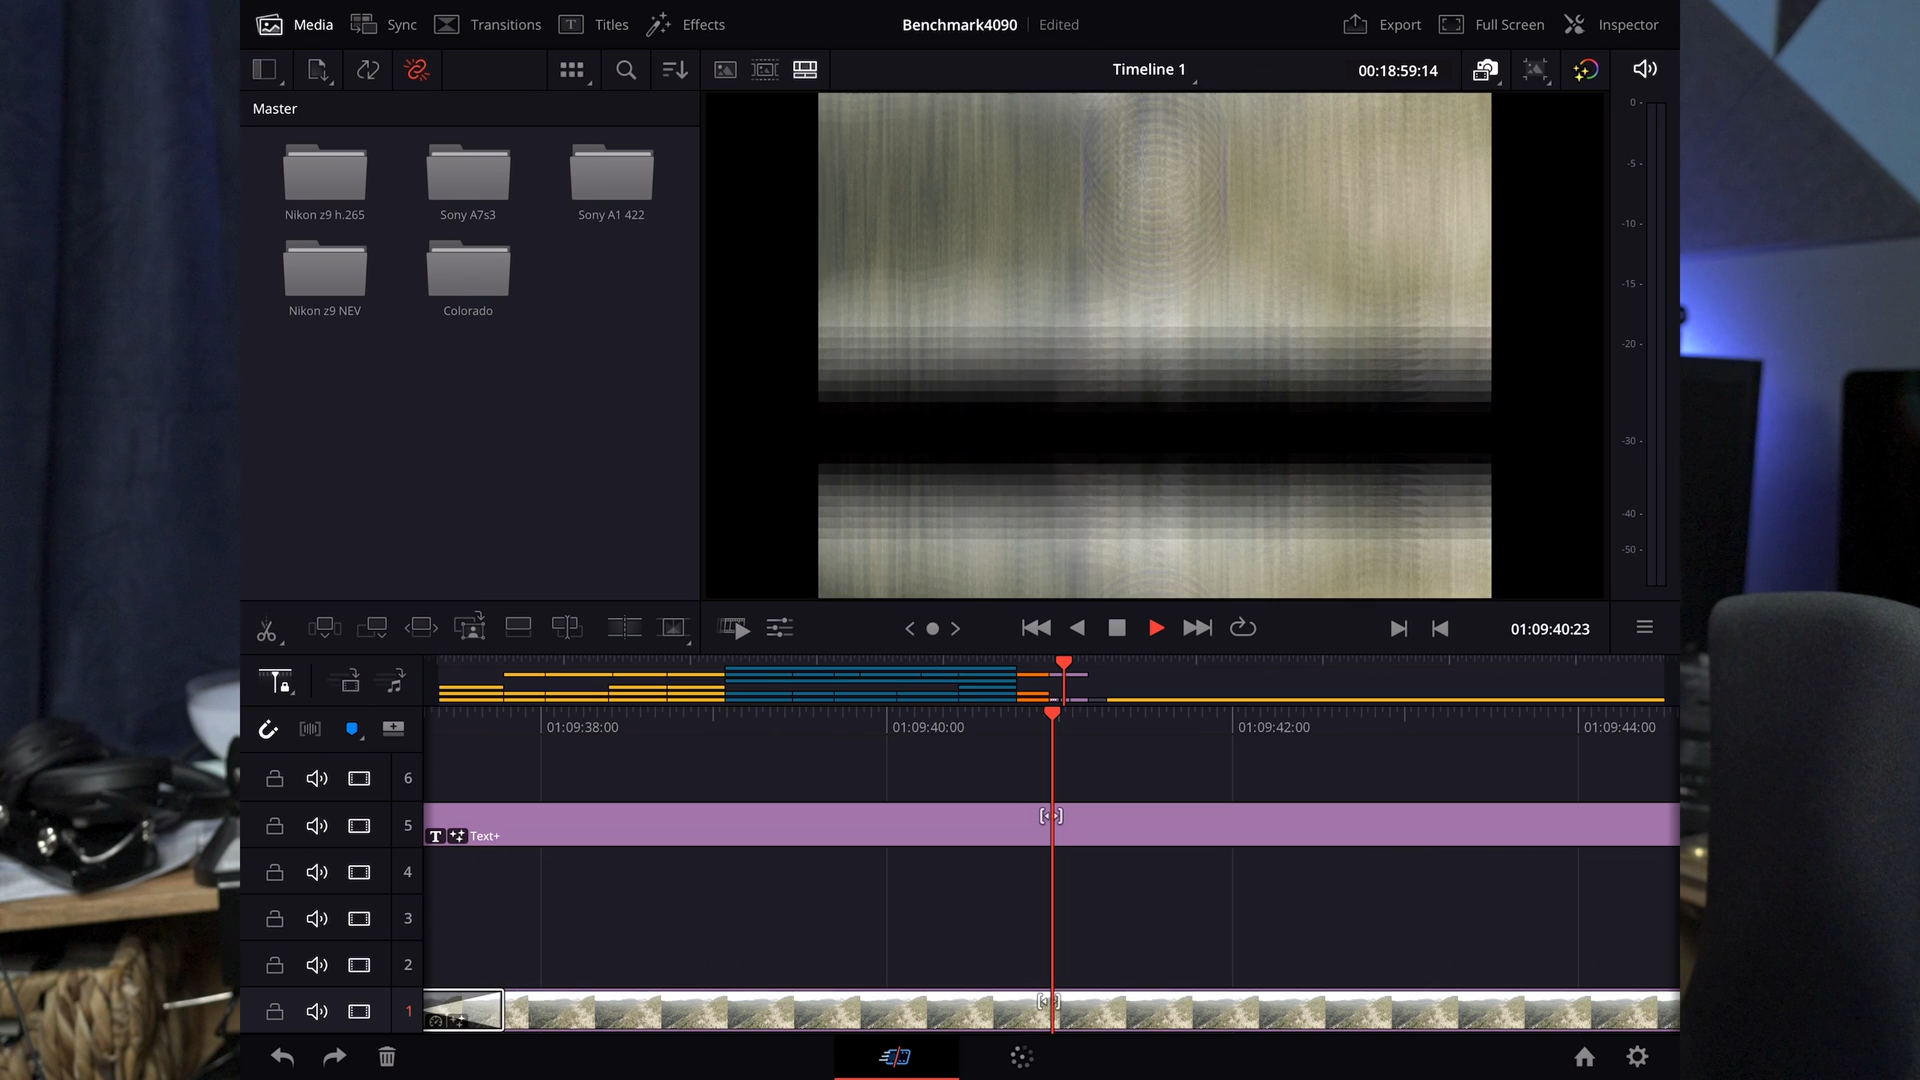 Media Sync Transitions Titles Effects Benchmark4090 Edited Export Full Screen Inspector
Timeline 1 00:18:59:14
Master
Nikon z9 h.265 Sony A7s3 Sony A1 422
Nikon z9 NEV Colorado
0
-5
-10
-15
-20
-30
-40
-50
01:09:40:23
01:09:38:00 01:09:40:00 01:09:42:00 01:09:44:00
6
5
T Text+
4
3
2
1